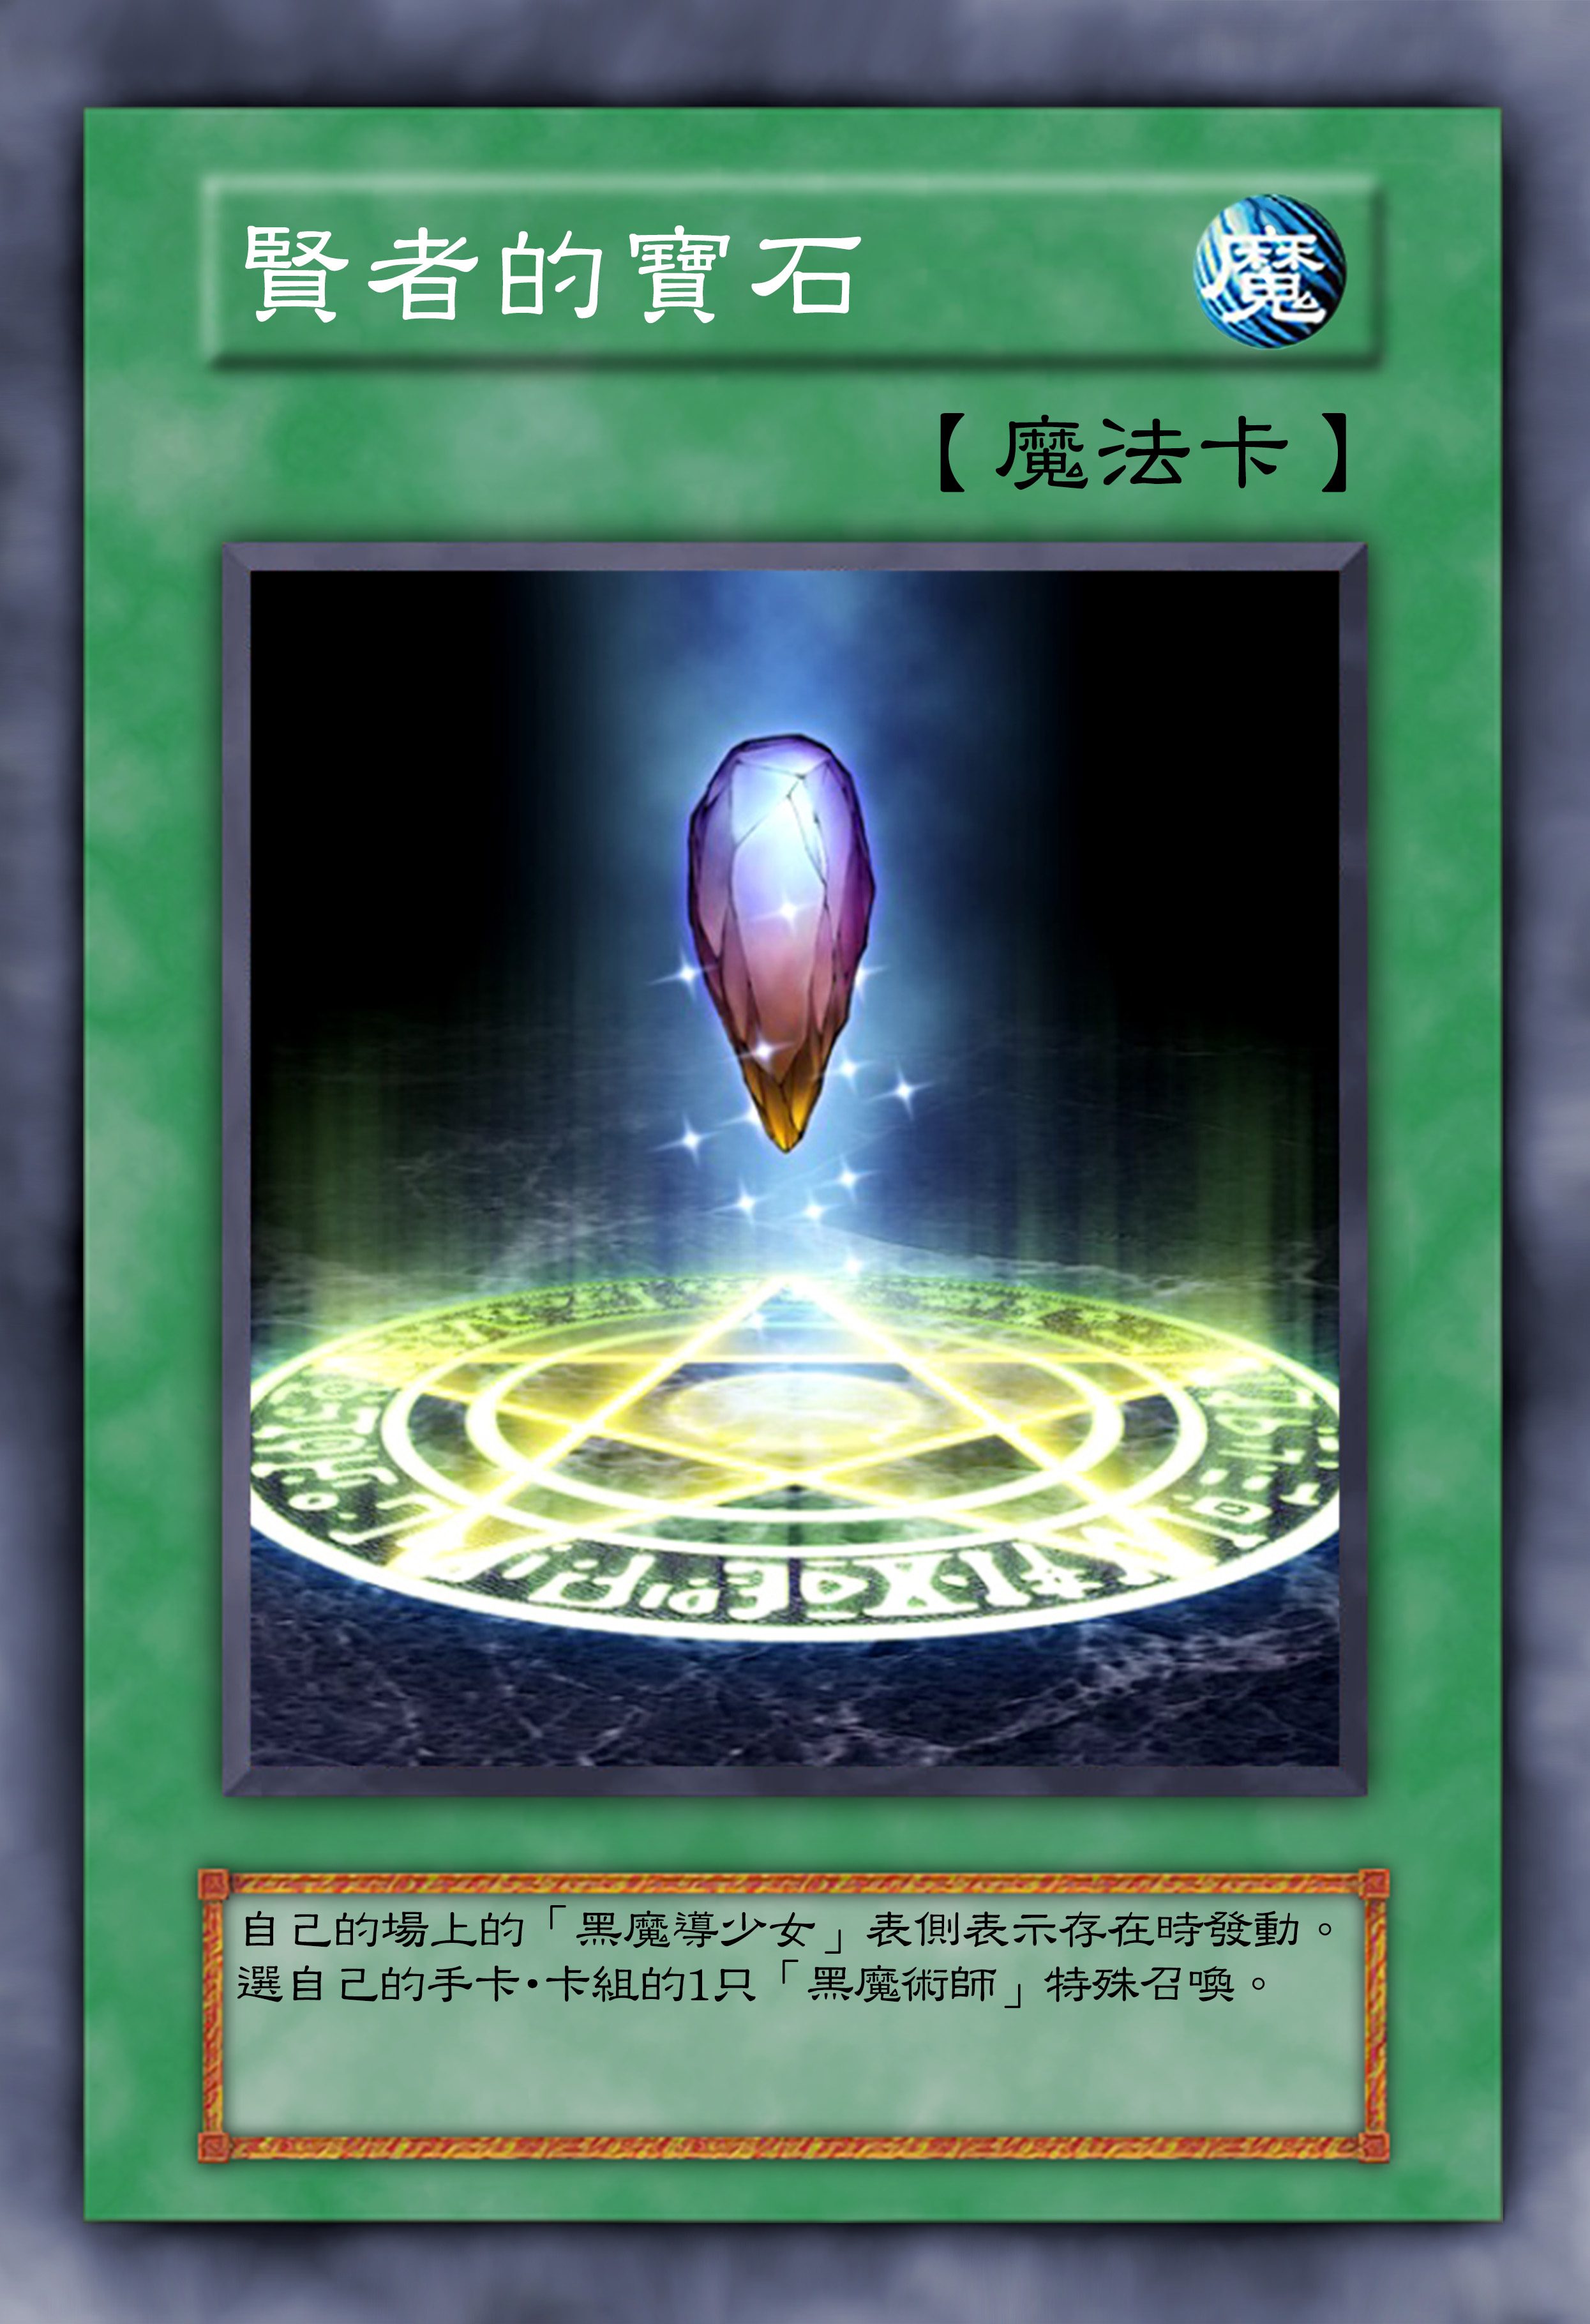 賢者的寶石
魔
【魔法卡】
自己的場上的「黑魔導少女」表側表示存在時發動。
選自己的手卡·卡組的1只「黑魔術師」特殊召喚。